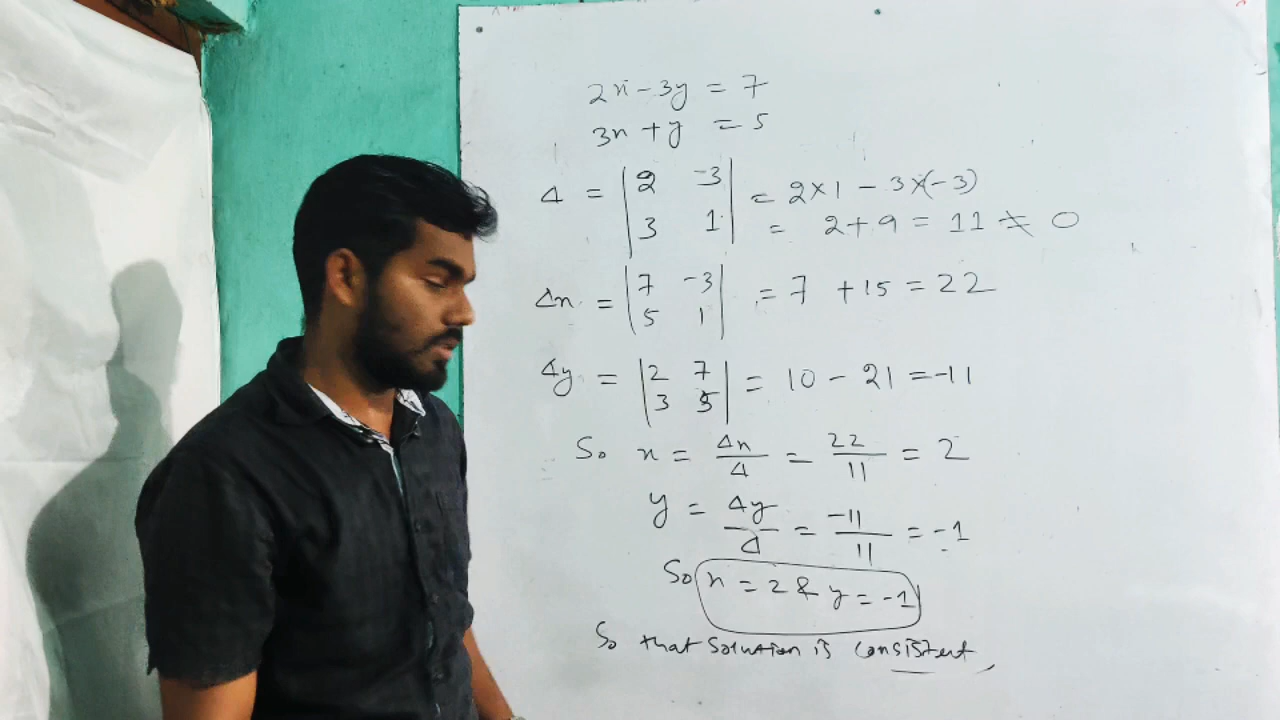 2x - 3y = 7
3x + y = 5
Δ = | 2 -3 | = 2×1 - 3×(-3)
| 3 1 | = 2+9 = 11 ≠ 0
Δx = | 7 -3 | = 7 + 15 = 22
| 5 1 |
Δy = | 2 7 | = 10 - 21 = -11
| 3 5 |
So x = Δx/Δ = 22/11 = 2
y = Δy/Δ = -11/11 = -1
So x = 2 & y = -1
So that solution is consistent,